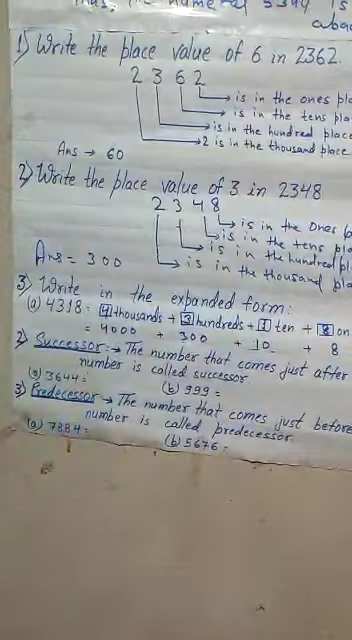 the numeral 5344 is
abac
1) Write the place value of 6 in 2362.
2 3 6 2
is in the ones pla
is in the tens pla
is in the hundred place
2 is in the thousand place
Ans → 60
2) Write the place value of 3 in 2348
2 3 4 8
is in the Ones p
is in the tens pla
is in the hundred pl
is in the thousand pla
Ans = 300
3) Write in the expanded form:
(a) 4318 = 4 thousands + 3 hundreds + 1 ten + 8 on
= 4000 + 300 + 10 + 8
2) Successor:→ The number that comes just after
number is called successor
(a) 3644= (b) 999=
3) Predecessor → The number that comes just before
number is called predecessor.
(a) 7884= (b) 5676=